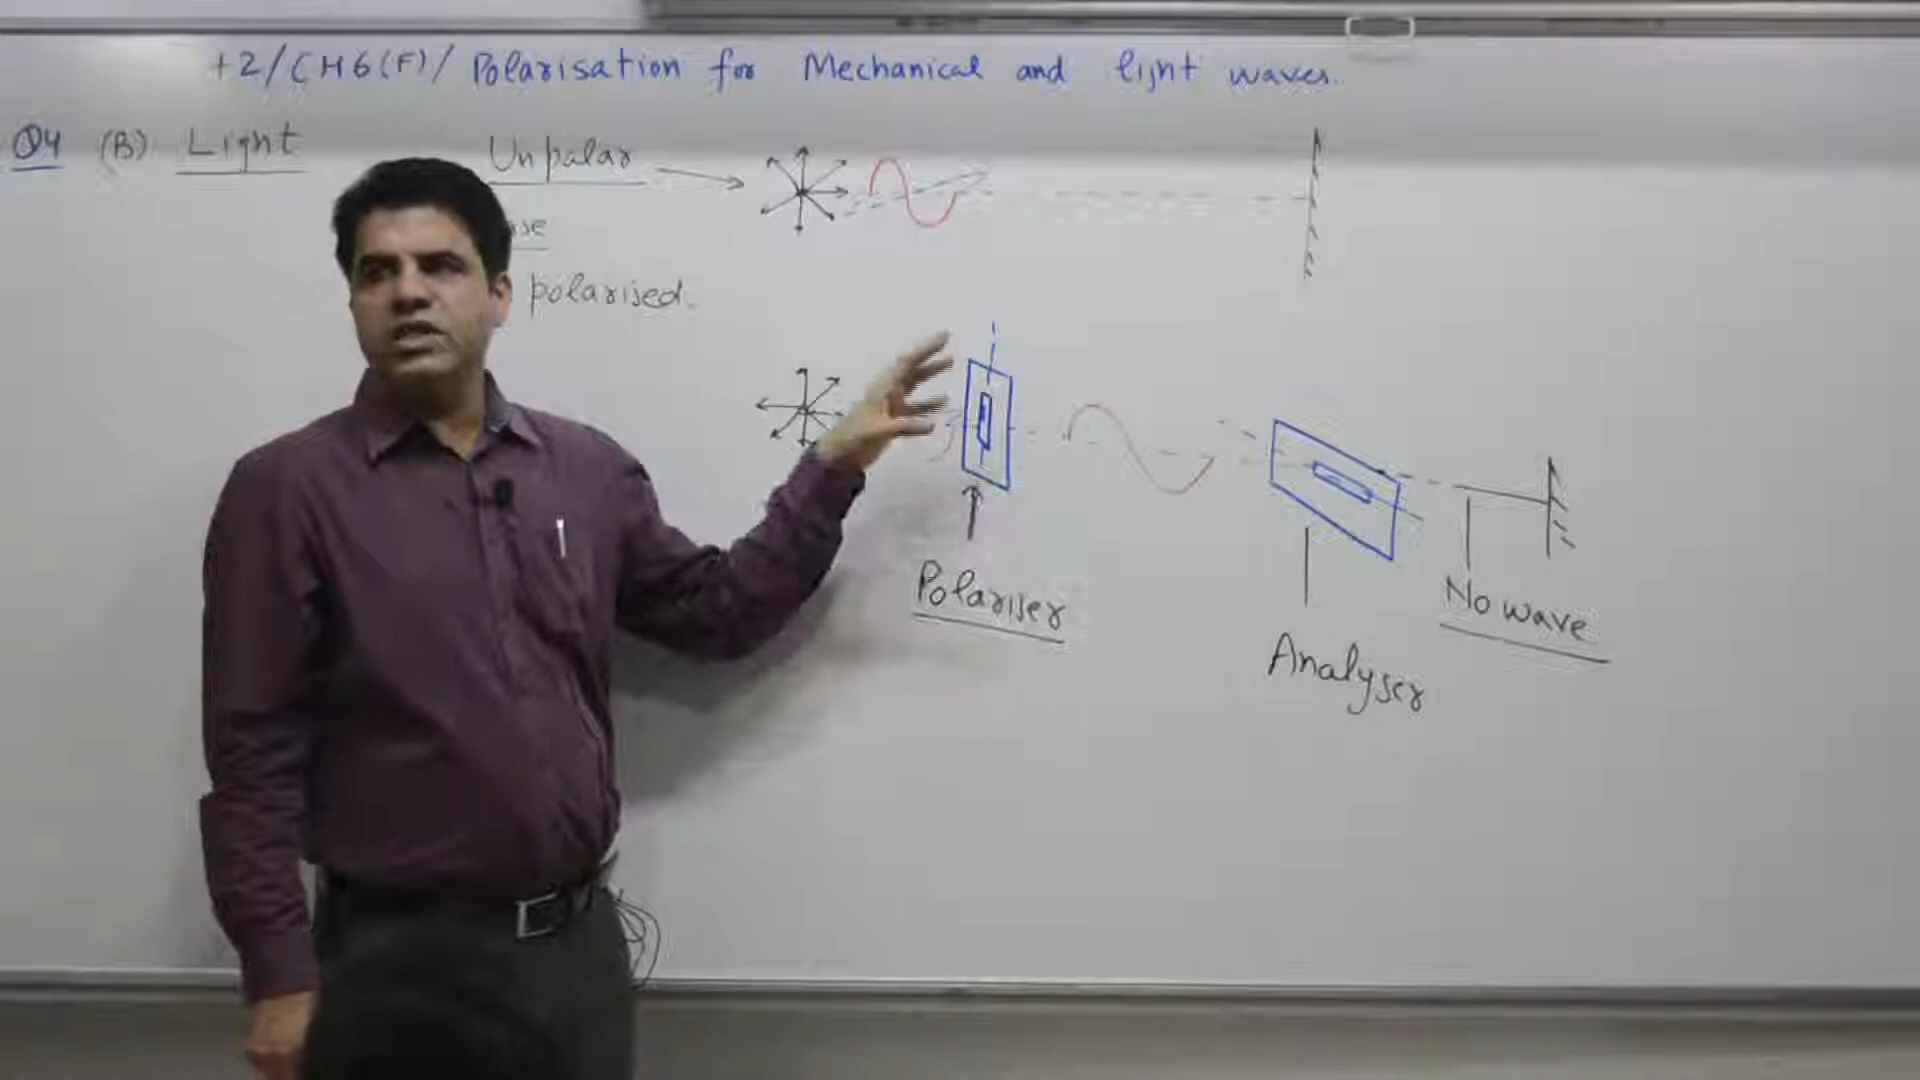 +2/CH6(F)/ Polarisation for Mechanical and light waves.
Q4 (B) Light
Unpolar
polarised.
Polariser
Analyser
No wave